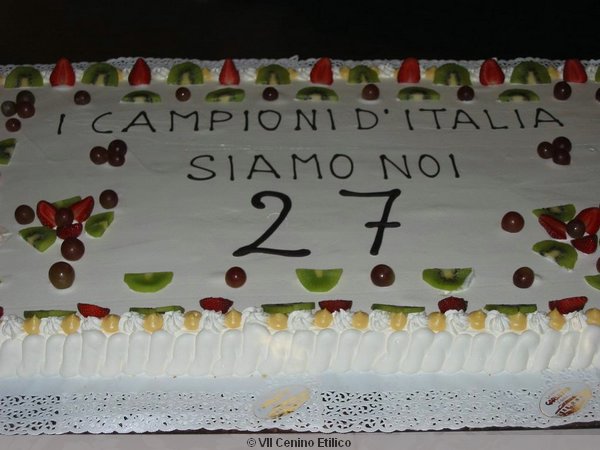 I CAMPIONI D'ITALIA
SIAMO NOI
27
© VII Cenino Etilico